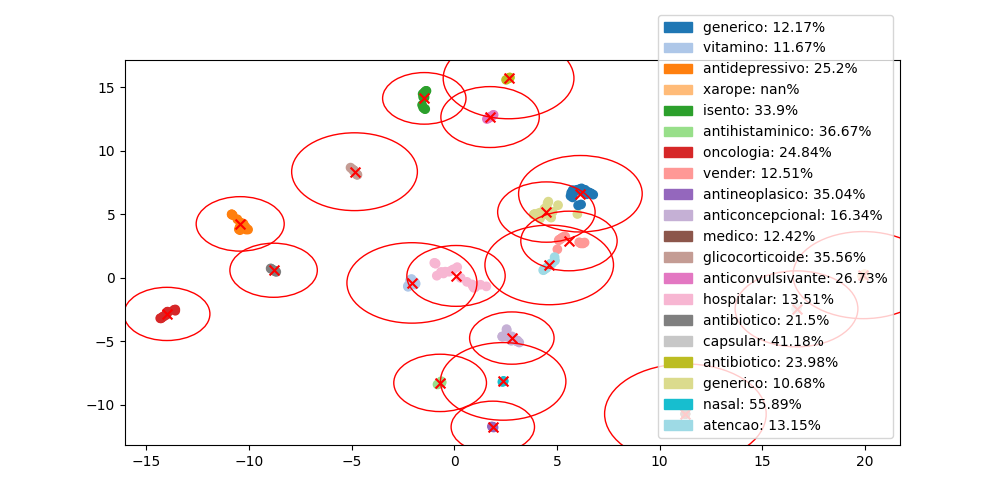 generico: 12.17%
vitamino: 11.67%
antidepressivo: 25.2%
xarope: nan%
isento: 33.9%
antihistaminico: 36.67%
oncologia: 24.84%
vender: 12.51%
antineoplasico: 35.04%
anticoncepcional: 16.34%
medico: 12.42%
glicocorticoide: 35.56%
anticonvulsivante: 26.73%
hospitalar: 13.51%
antibiotico: 21.5%
capsular: 41.18%
antibiotico: 23.98%
generico: 10.68%
nasal: 55.89%
atencao: 13.15%
15
10
5
0
−5
−10
−15 −10 −5 0 5 10 15 20